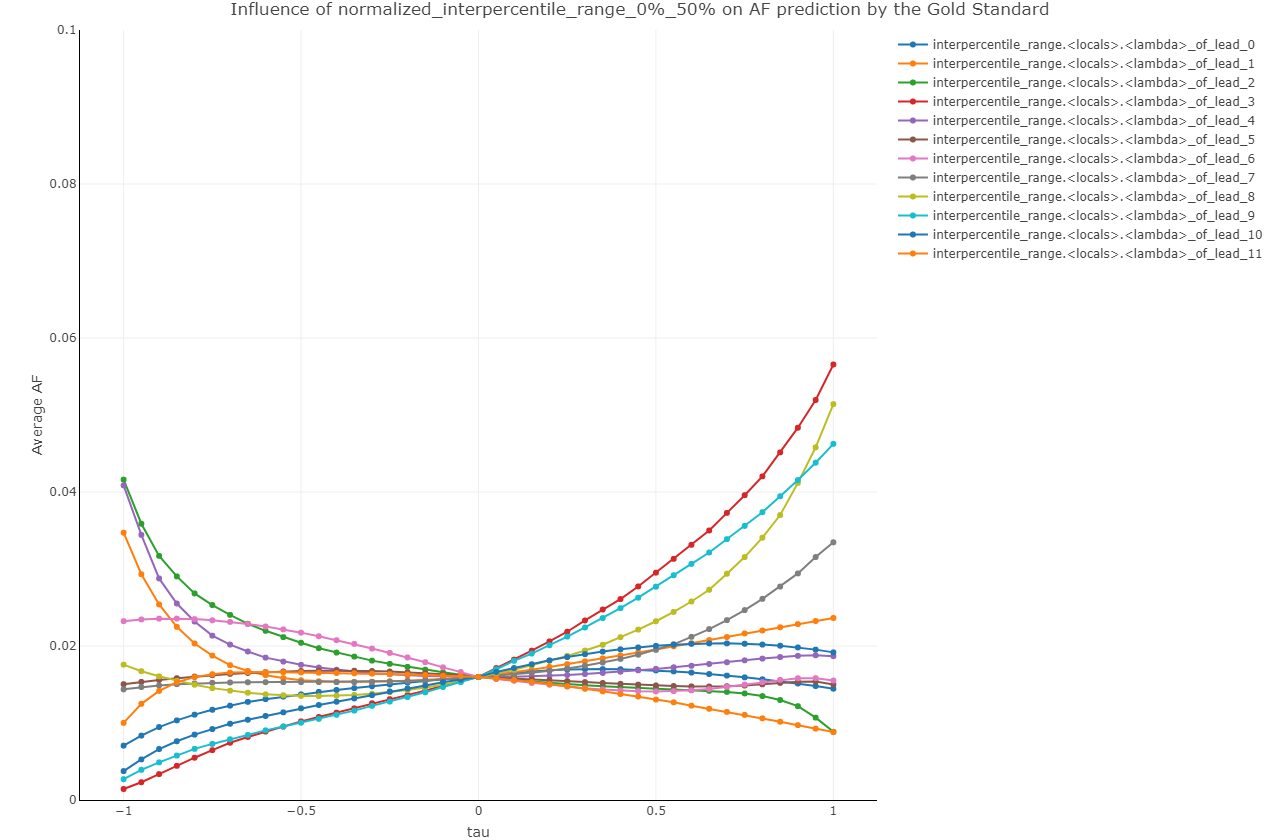 Influence of normalized_interpercentile_range_0%_50% on AF prediction by the Gold Standard
0.1
0.08
0.06
0.04
0.02
0
Average AF
−1
−0.5
0
0.5
1
tau
interpercentile_range.<locals>.<lambda>_of_lead_0
interpercentile_range.<locals>.<lambda>_of_lead_1
interpercentile_range.<locals>.<lambda>_of_lead_2
interpercentile_range.<locals>.<lambda>_of_lead_3
interpercentile_range.<locals>.<lambda>_of_lead_4
interpercentile_range.<locals>.<lambda>_of_lead_5
interpercentile_range.<locals>.<lambda>_of_lead_6
interpercentile_range.<locals>.<lambda>_of_lead_7
interpercentile_range.<locals>.<lambda>_of_lead_8
interpercentile_range.<locals>.<lambda>_of_lead_9
interpercentile_range.<locals>.<lambda>_of_lead_10
interpercentile_range.<locals>.<lambda>_of_lead_11